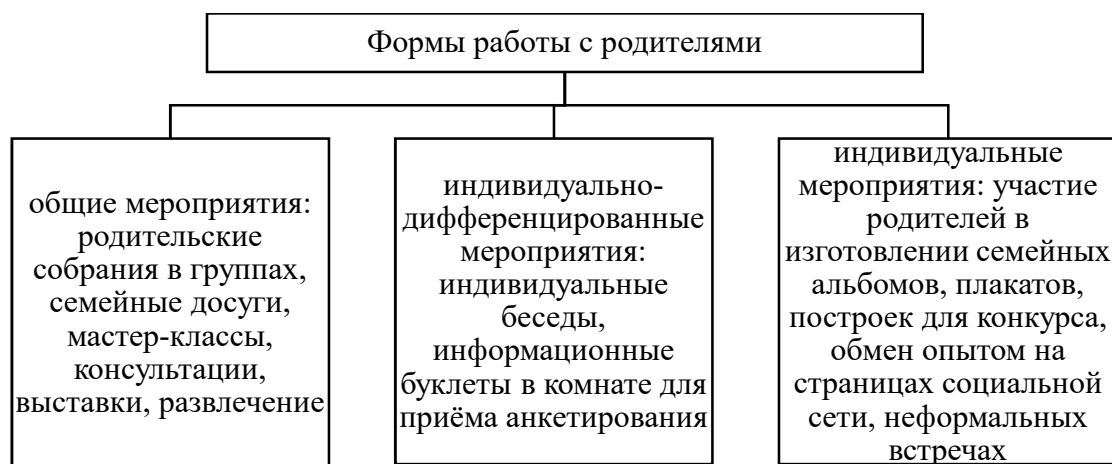 Формы работы с родителями
общие мероприятия:
родительские
собрания в группах,
семейные досуги,
мастер-классы,
консультации,
выставки, развлечение
индивидуально-
дифференцированные
мероприятия:
индивидуальные
беседы,
информационные
буклеты в комнате для
приёма анкетирования
индивидуальные
мероприятия: участие
родителей в
изготовлении семейных
альбомов, плакатов,
построек для конкурса,
обмен опытом на
страницах социальной
сети, неформальных
встречах